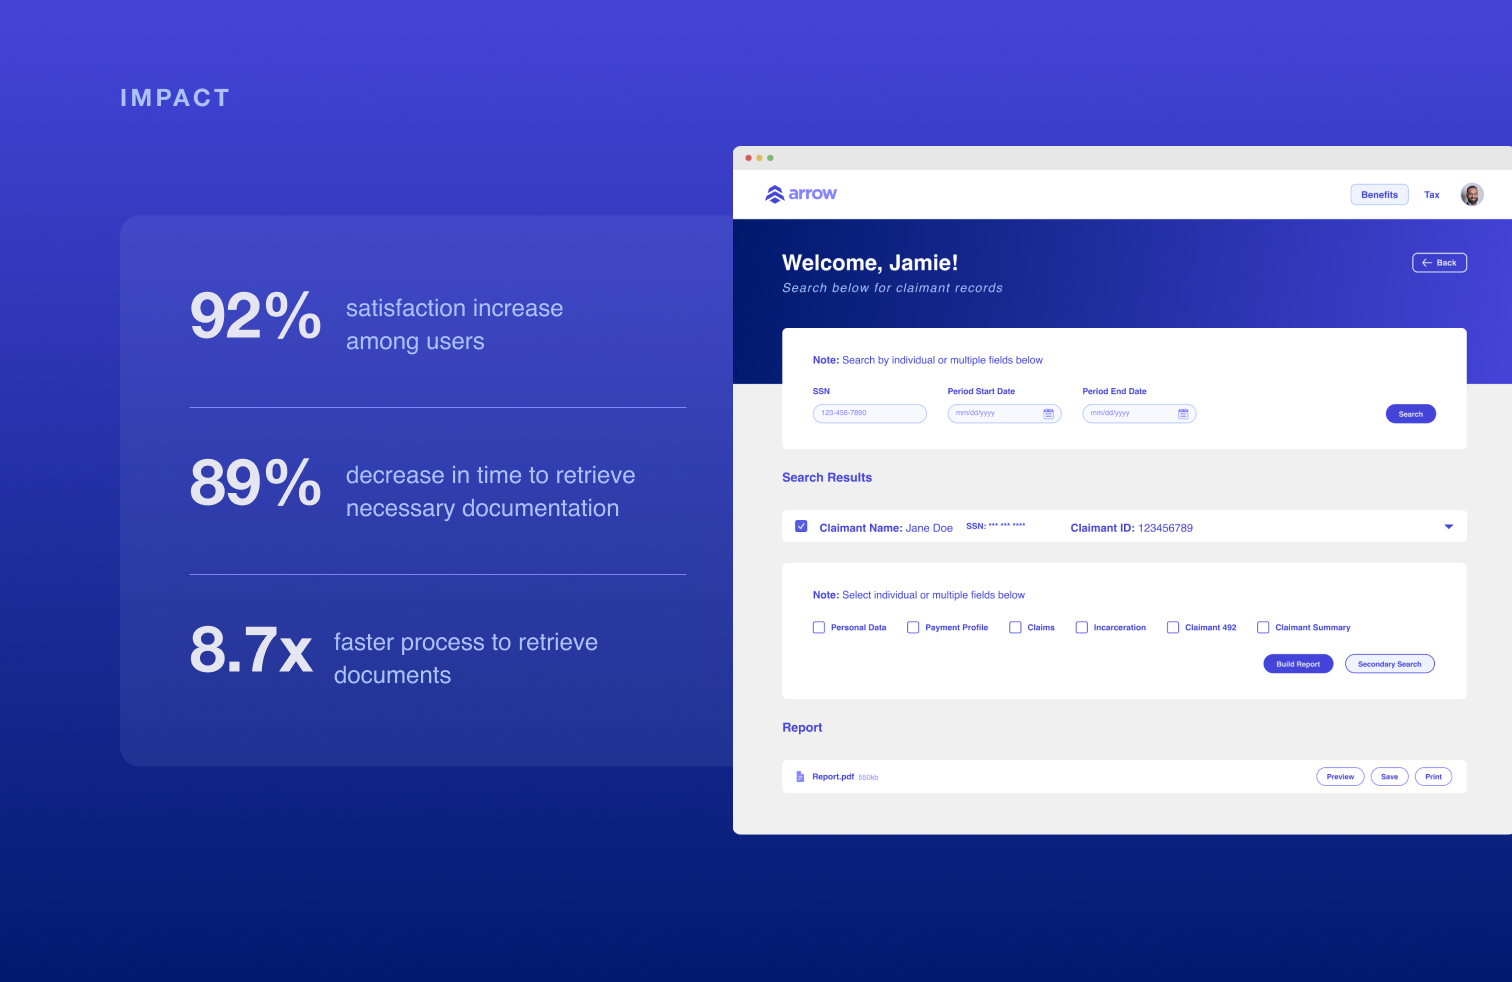 IMPACT
92%
satisfaction increase
among users
89%
decrease in time to retrieve
necessary documentation
8.7x
faster process to retrieve
documents
arrow
Benefits
Tax
Welcome, Jamie!
Search below for claimant records
Back
Note: Search by individual or multiple fields below
SSN
Period Start Date
Period End Date
123-456-7890
mm/dd/yyyy
mm/dd/yyyy
Search
Search Results
Claimant Name: Jane Doe
SSN: *** *** ****
Claimant ID: 123456789
Note: Select individual or multiple fields below
Personal Data
Payment Profile
Claims
Incarceration
Claimant 492
Claimant Summary
Build Report
Secondary Search
Report
Report.pdf 550kb
Preview
Save
Print